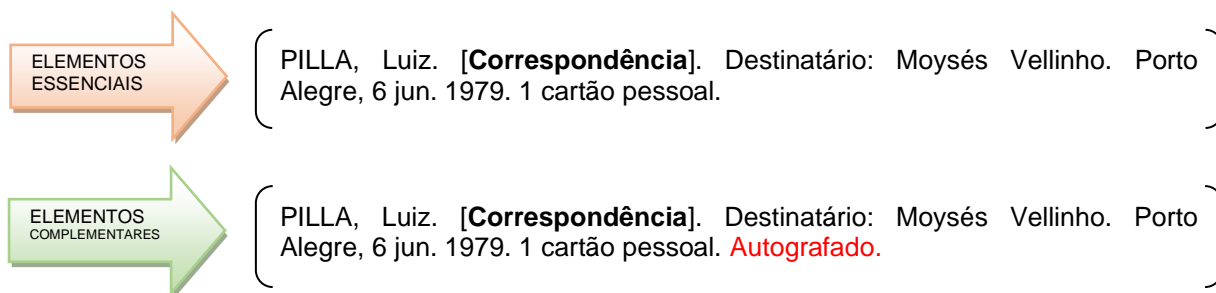 ELEMENTOS
ESSENCIAIS
PILLA, Luiz. [Correspondência]. Destinatário: Moysés Vellinho. Porto
Alegre, 6 jun. 1979. 1 cartão pessoal.
ELEMENTOS
COMPLEMENTARES
PILLA, Luiz. [Correspondência]. Destinatário: Moysés Vellinho. Porto
Alegre, 6 jun. 1979. 1 cartão pessoal. Autografado.